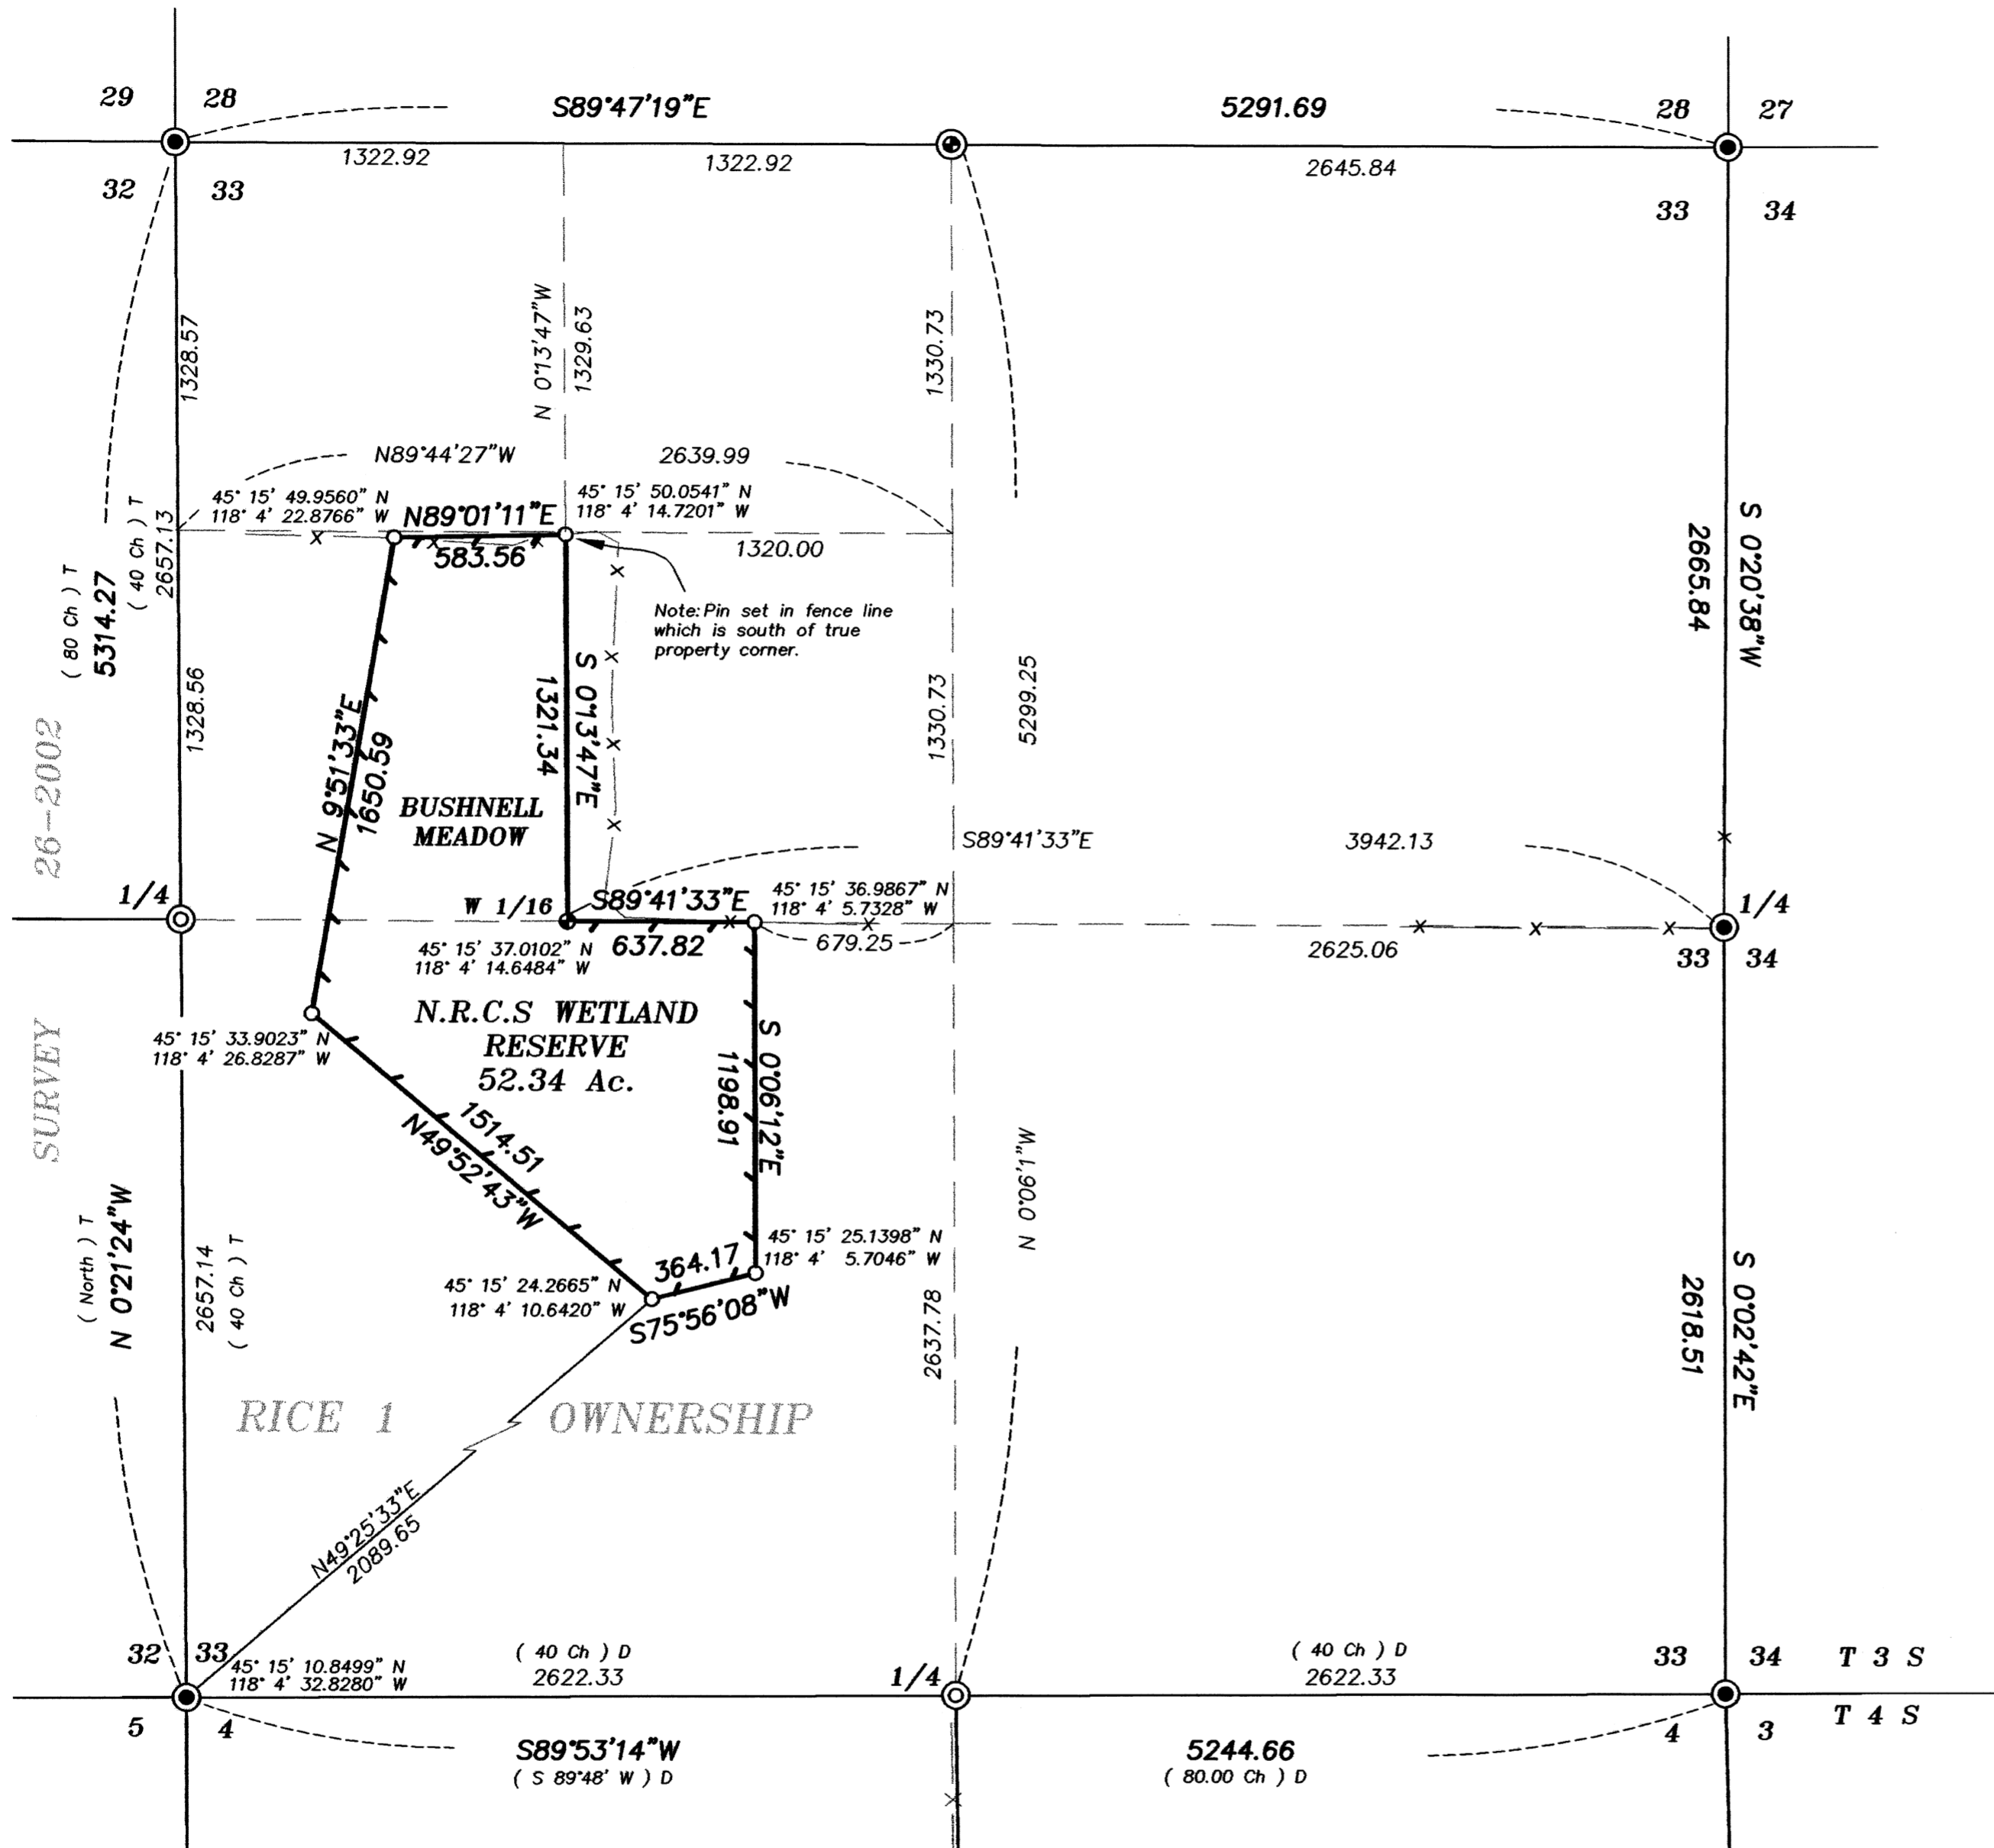 29 28
S89°47'19"E
5291.69
28 27
1322.92
1322.92
2645.84
32 33
33 34
1328.57
N 0°13'47"W
1329.63
1330.73
N89°44'27"W
2639.99
45° 15' 49.9560" N
118° 4' 22.8766" W
N89°01'11"E
583.56
45° 15' 50.0541" N
118° 4' 14.7201" W
1320.00
Note: Pin set in fence line
which is south of true
property corner.
( 80 Ch ) T
5314.27
( 40 Ch ) T
2657.13
1328.56
S 0°20'38"W
2665.84
N 9°51'33"E
1650.59
S 0°13'47"E
1321.34
1330.73
5299.25
BUSHNELL
MEADOW
26-2002
SURVEY
S89°41'33"E
3942.13
1/4
W 1/16
S89°41'33"E
637.82
45° 15' 36.9867" N
118° 4' 5.7328" W
679.25
2625.06
1/4
33 34
45° 15' 37.0102" N
118° 4' 14.6484" W
N.R.C.S WETLAND
RESERVE
52.34 Ac.
45° 15' 33.9023" N
118° 4' 26.8287" W
S 0°06'12"E
1198.91
1514.51
N49°52'43"W
45° 15' 25.1398" N
118° 4' 5.7046" W
364.17
S75°56'08"W
45° 15' 24.2665" N
118° 4' 10.6420" W
( North ) T
N 0°21'24"W
2657.14
( 40 Ch ) T
2637.78
S 0°02'42"E
2618.51
RICE 1 OWNERSHIP
N49°25'33"E
2089.65
32 33
45° 15' 10.8499" N
118° 4' 32.8280" W
( 40 Ch ) D
2622.33
1/4
( 40 Ch ) D
2622.33
33 34
T 3 S
5 4
S89°53'14"W
( S 89°48' W ) D
5244.66
( 80.00 Ch ) D
4 3
T 4 S